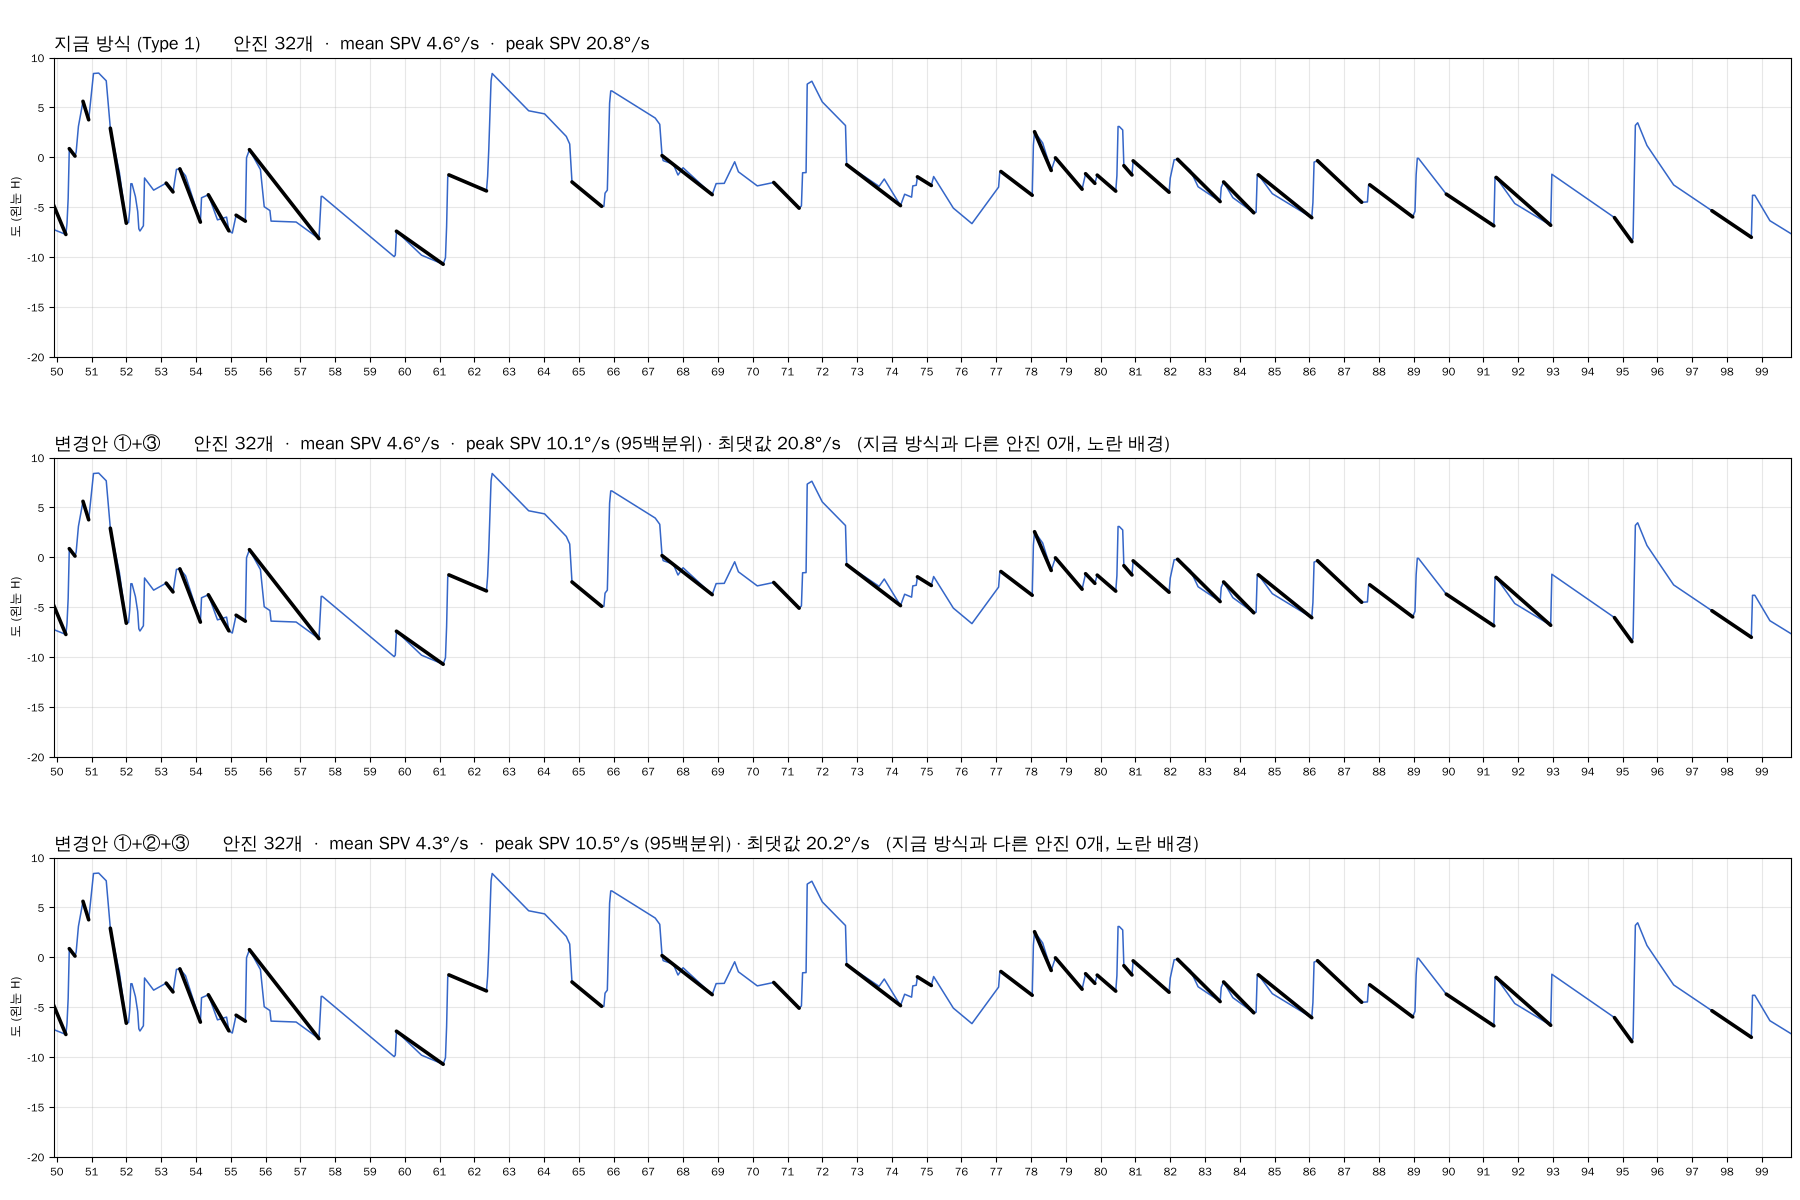 지금 방식 (Type 1) 안진 32개 · mean SPV 4.6°/s · peak SPV 20.8°/s
10
5
0
-5
-10
-15
-20
도 (왼눈 H)
50 51 52 53 54 55 56 57 58 59 60 61 62 63 64 65 66 67 68 69 70 71 72 73 74 75 76 77 78 79 80 81 82 83 84 85 86 87 88 89 90 91 92 93 94 95 96 97 98 99
변경안 ①+③ 안진 32개 · mean SPV 4.6°/s · peak SPV 10.1°/s (95백분위) · 최댓값 20.8°/s (지금 방식과 다른 안진 0개, 노란 배경)
10
5
0
-5
-10
-15
-20
도 (왼눈 H)
50 51 52 53 54 55 56 57 58 59 60 61 62 63 64 65 66 67 68 69 70 71 72 73 74 75 76 77 78 79 80 81 82 83 84 85 86 87 88 89 90 91 92 93 94 95 96 97 98 99
변경안 ①+②+③ 안진 32개 · mean SPV 4.3°/s · peak SPV 10.5°/s (95백분위) · 최댓값 20.2°/s (지금 방식과 다른 안진 0개, 노란 배경)
10
5
0
-5
-10
-15
-20
도 (왼눈 H)
50 51 52 53 54 55 56 57 58 59 60 61 62 63 64 65 66 67 68 69 70 71 72 73 74 75 76 77 78 79 80 81 82 83 84 85 86 87 88 89 90 91 92 93 94 95 96 97 98 99